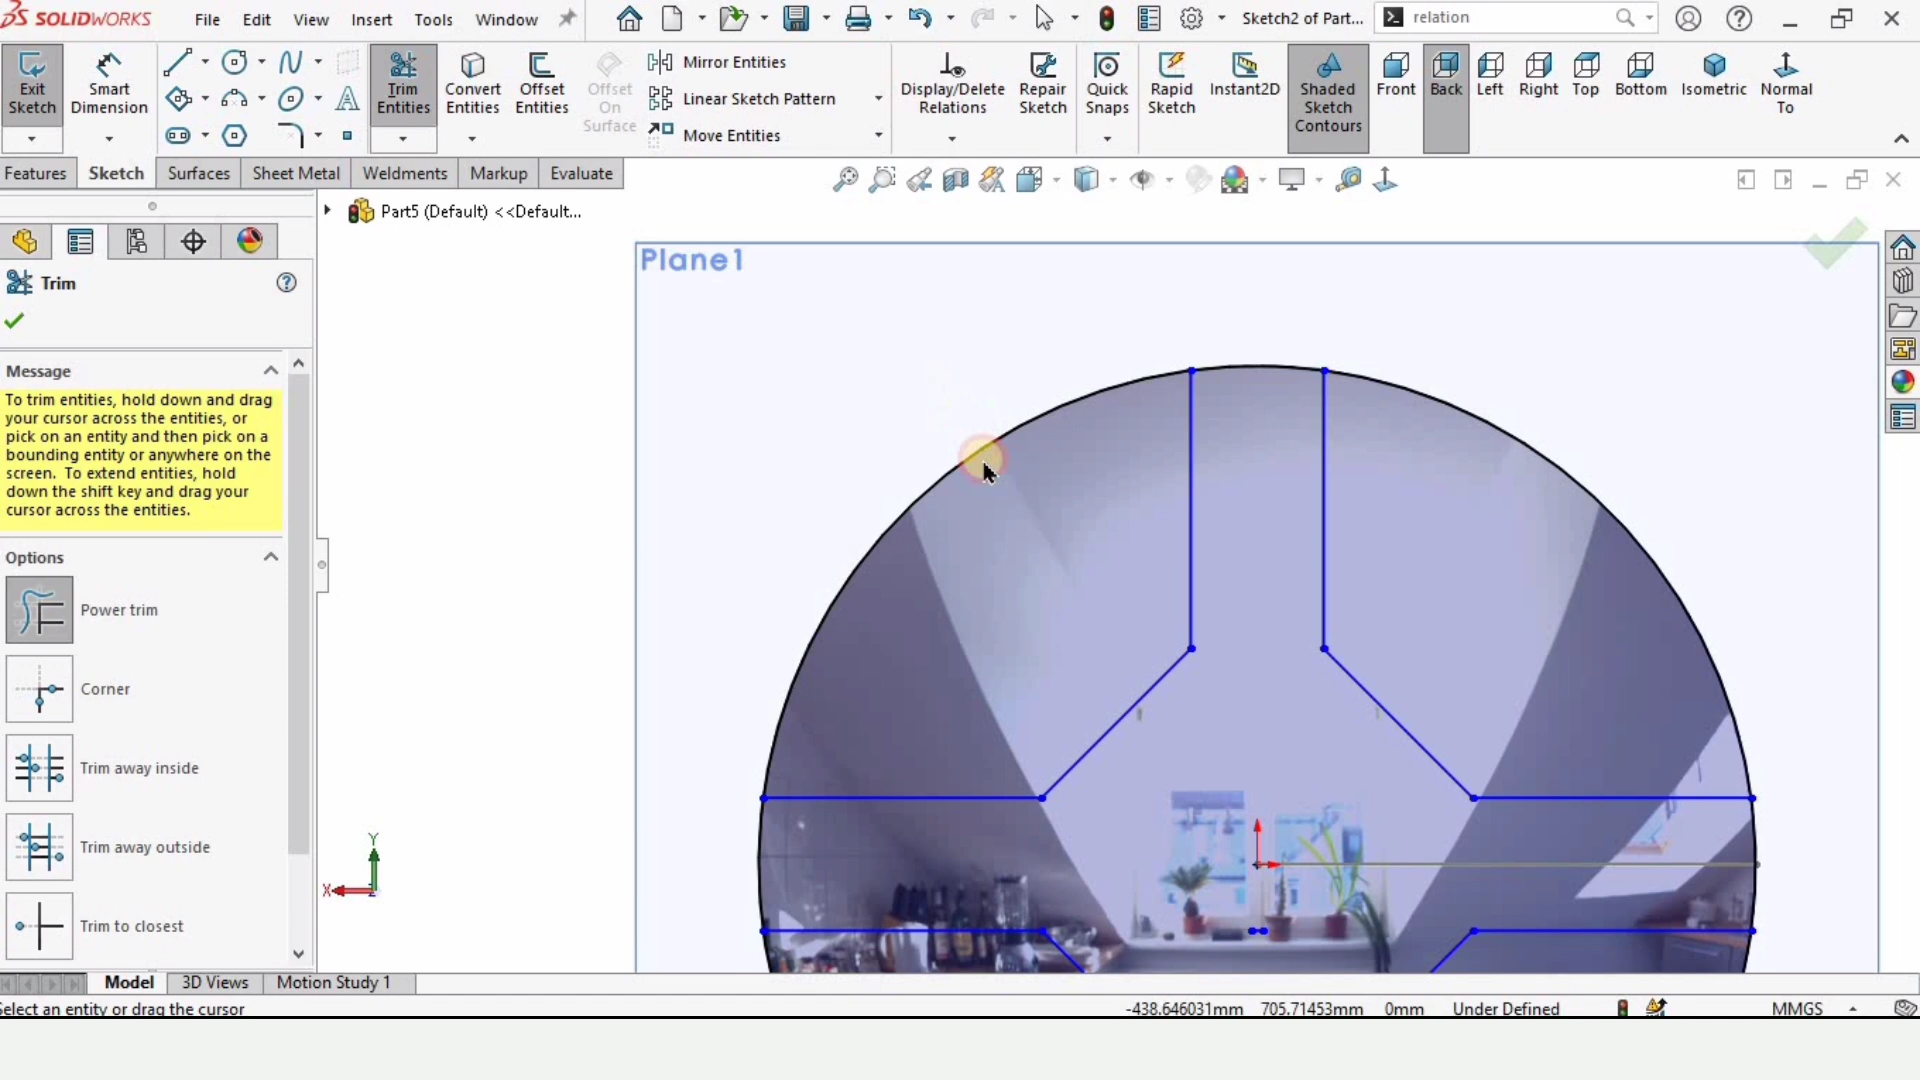 SOLIDWORKS File Edit View Insert Tools Window Sketch2 of Part... relation
Exit Sketch
Smart Dimension
Trim Entities
Convert Entities
Offset Entities
Offset On Surface
Mirror Entities
Linear Sketch Pattern
Move Entities
Display/Delete Relations
Repair Sketch
Quick Snaps
Rapid Sketch
Instant2D
Shaded Sketch Contours
Front
Back
Left
Right
Top
Bottom
Isometric
Normal To
Features Sketch Surfaces Sheet Metal Weldments Markup Evaluate
Part5 (Default) <<Default...
Trim
Message
To trim entities, hold down and drag
your cursor across the entities, or
pick on an entity and then pick on a
bounding entity or anywhere on the
screen. To extend entities, hold
down the shift key and drag your
cursor across the entities.
Options
Power trim
Corner
Trim away inside
Trim away outside
Trim to closest
Plane1
Y
X
Z
Model 3D Views Motion Study 1
Select an entity or drag the cursor -438.646031mm 705.71453mm 0mm Under Defined MMGS